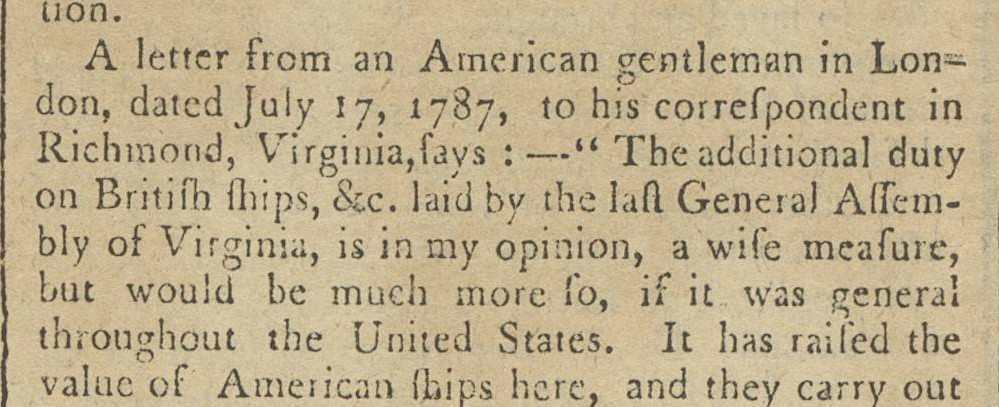 tion.
A letter from an American gentleman in Lon=
don, dated July 17, 1787, to his correſpondent in
Richmond, Virginia, ſays : —“ The additional duty
on Britiſh ſhips, &c. laid by the laſt General Aſſem-
bly of Virginia, is in my opinion, a wiſe meaſure,
but would be much more ſo, if it was general
throughout the United States. It has raiſed the
value of American ſhips here, and they carry out